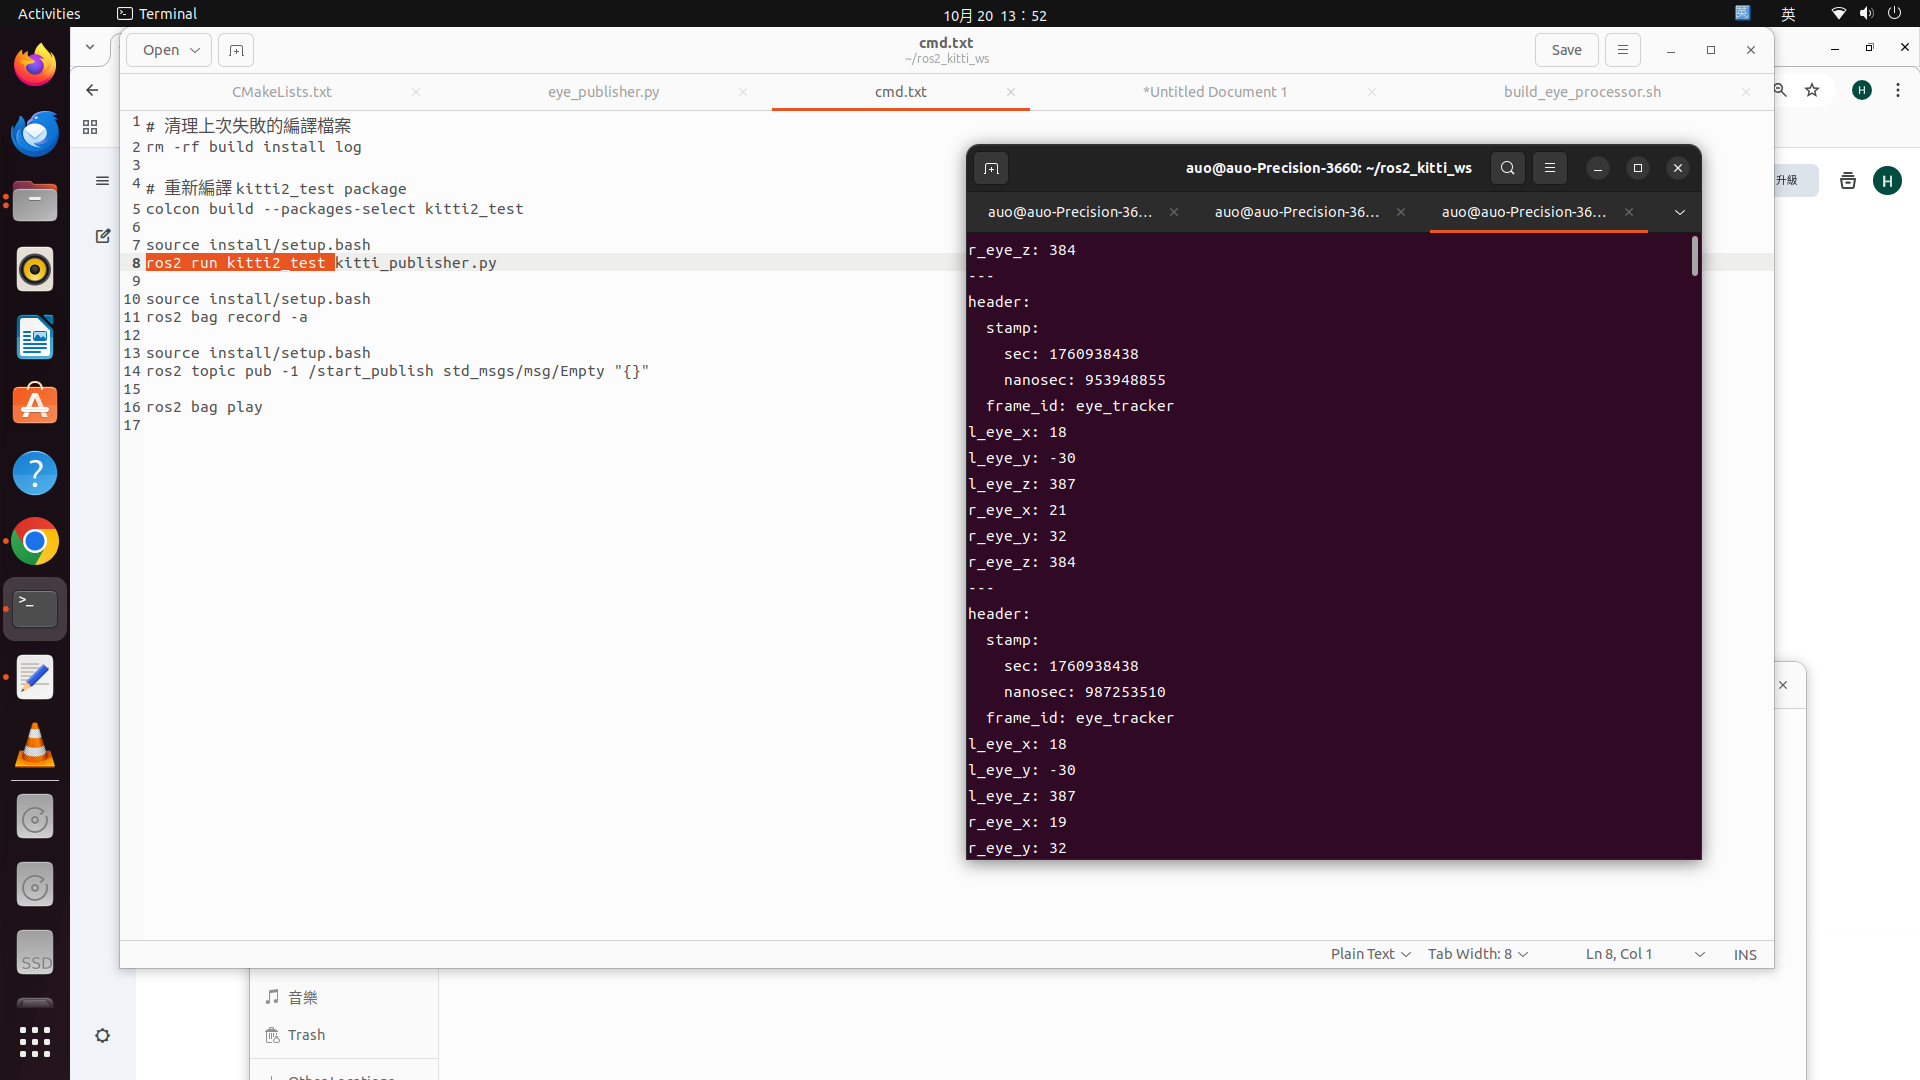 Activities
Terminal
10月 20 13：52
英
英
Open
cmd.txt
~/ros2_kitti_ws
Save
CMakeLists.txt
eye_publisher.py
cmd.txt
*Untitled Document 1
build_eye_processor.sh
1 # 清理上次失敗的編譯檔案
2 rm -rf build install log
3
4 # 重新編譯 kitti2_test package
5 colcon build --packages-select kitti2_test
6
7 source install/setup.bash
8 ros2 run kitti2_test kitti_publisher.py
9
10 source install/setup.bash
11 ros2 bag record -a
12
13 source install/setup.bash
14 ros2 topic pub -1 /start_publish std_msgs/msg/Empty "{}"
15
16 ros2 bag play
17
Plain Text
Tab Width: 8
Ln 8, Col 1
INS
auo@auo-Precision-3660: ~/ros2_kitti_ws
auo@auo-Precision-36…
auo@auo-Precision-36…
auo@auo-Precision-36…
r_eye_z: 384
---
header:
stamp:
sec: 1760938438
nanosec: 953948855
frame_id: eye_tracker
l_eye_x: 18
l_eye_y: -30
l_eye_z: 387
r_eye_x: 21
r_eye_y: 32
r_eye_z: 384
---
header:
stamp:
sec: 1760938438
nanosec: 987253510
frame_id: eye_tracker
l_eye_x: 18
l_eye_y: -30
l_eye_z: 387
r_eye_x: 19
r_eye_y: 32
H
升級
H
SSD
音樂
Trash
Other Locations